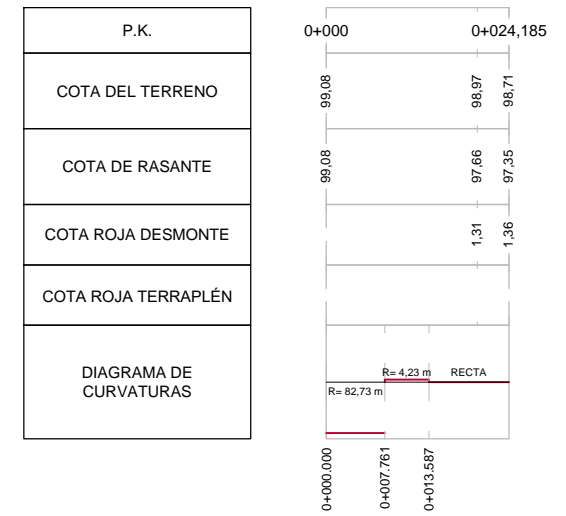 P.K.
0+000
0+024,185
COTA DEL TERRENO
99,08
98,97
98,71
COTA DE RASANTE
99,08
97,66
97,35
COTA ROJA DESMONTE
1,31
1,36
COTA ROJA TERRAPLÉN
DIAGRAMA DE
CURVATURAS
R= 82,73 m
R= 4,23 m
RECTA
0+000.000
0+007.761
0+013.587